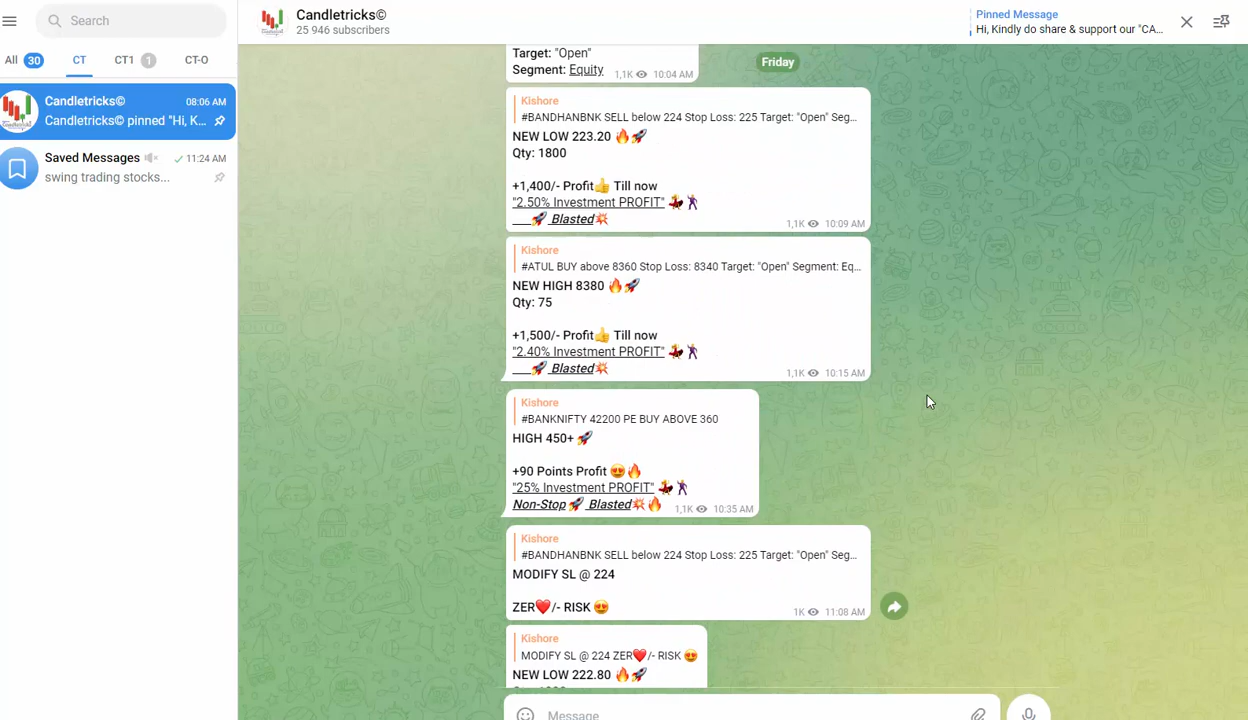 Search
All 30
CT
CT1 1
CT-O
Candletricks©
08:06 AM
Candletricks© pinned "Hi, K...
Saved Messages
11:24 AM
swing trading stocks...
Candletricks©
25 946 subscribers
Pinned Message
Hi, Kindly do share & support our "CA...
Target: "Open"
Segment: Equity
1,1K 10:04 AM
Friday
Kishore
#BANDHANBNK SELL below 224 Stop Loss: 225 Target: "Open" Seg...
NEW LOW 223.20 🔥🚀
Qty: 1800
+1,400/- Profit👍 Till now
"2.50% Investment PROFIT" 💃🕺
🚀 Blasted💥
1,1K 10:09 AM
Kishore
#ATUL BUY above 8360 Stop Loss: 8340 Target: "Open" Segment: Eq...
NEW HIGH 8380 🔥🚀
Qty: 75
+1,500/- Profit👍 Till now
"2.40% Investment PROFIT" 💃🕺
🚀 Blasted💥
1,1K 10:15 AM
Kishore
#BANKNIFTY 42200 PE BUY ABOVE 360
HIGH 450+ 🚀
+90 Points Profit 😍🔥
"25% Investment PROFIT" 💃🕺
Non-Stop 🚀 Blasted💥🔥
1,1K 10:35 AM
Kishore
#BANDHANBNK SELL below 224 Stop Loss: 225 Target: "Open" Seg...
MODIFY SL @ 224
ZER❤️/- RISK 😍
1K 11:08 AM
Kishore
MODIFY SL @ 224 ZER❤️/- RISK 😍
NEW LOW 222.80 🔥🚀
Message